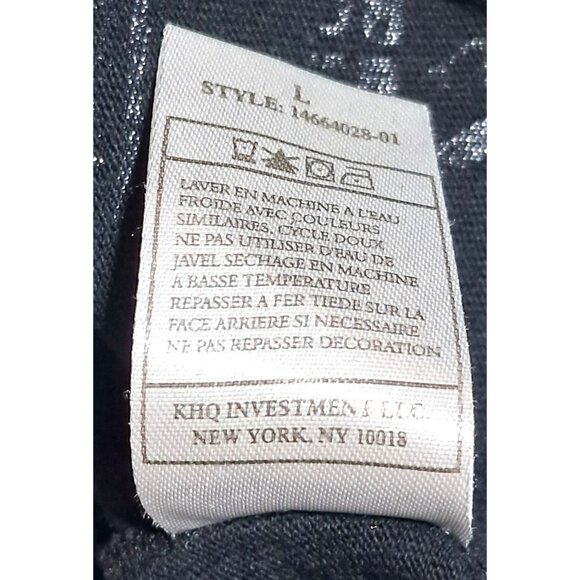 L
STYLE: 14664028-01
LAVER EN MACHINE A L'EAU
FROIDE AVEC COULEURS
SIMILAIRES, CYCLE DOUX,
NE PAS UTILISER D'EAU DE
JAVEL SECHAGE EN MACHINE
A BASSE TEMPERATURE
REPASSER A FER TIEDE SUR LA
FACE ARRIERE SI NECESSAIRE
NE PAS REPASSER DECORATION
KHQ INVESTMENT LLC.
NEW YORK, NY 10018